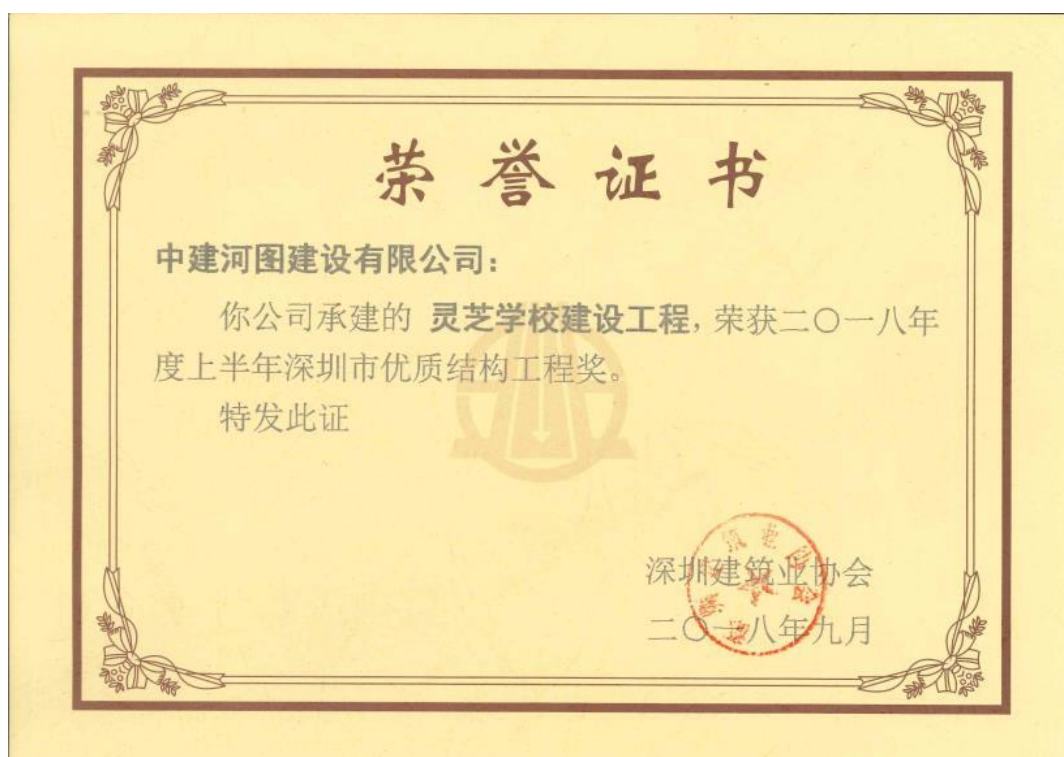 荣誉证书
中建河图建设有限公司：
你公司承建的 灵芝学校建设工程，荣获二〇一八年
度上半年深圳市优质结构工程奖。
特发此证
深圳建筑业协会
二〇一八年九月